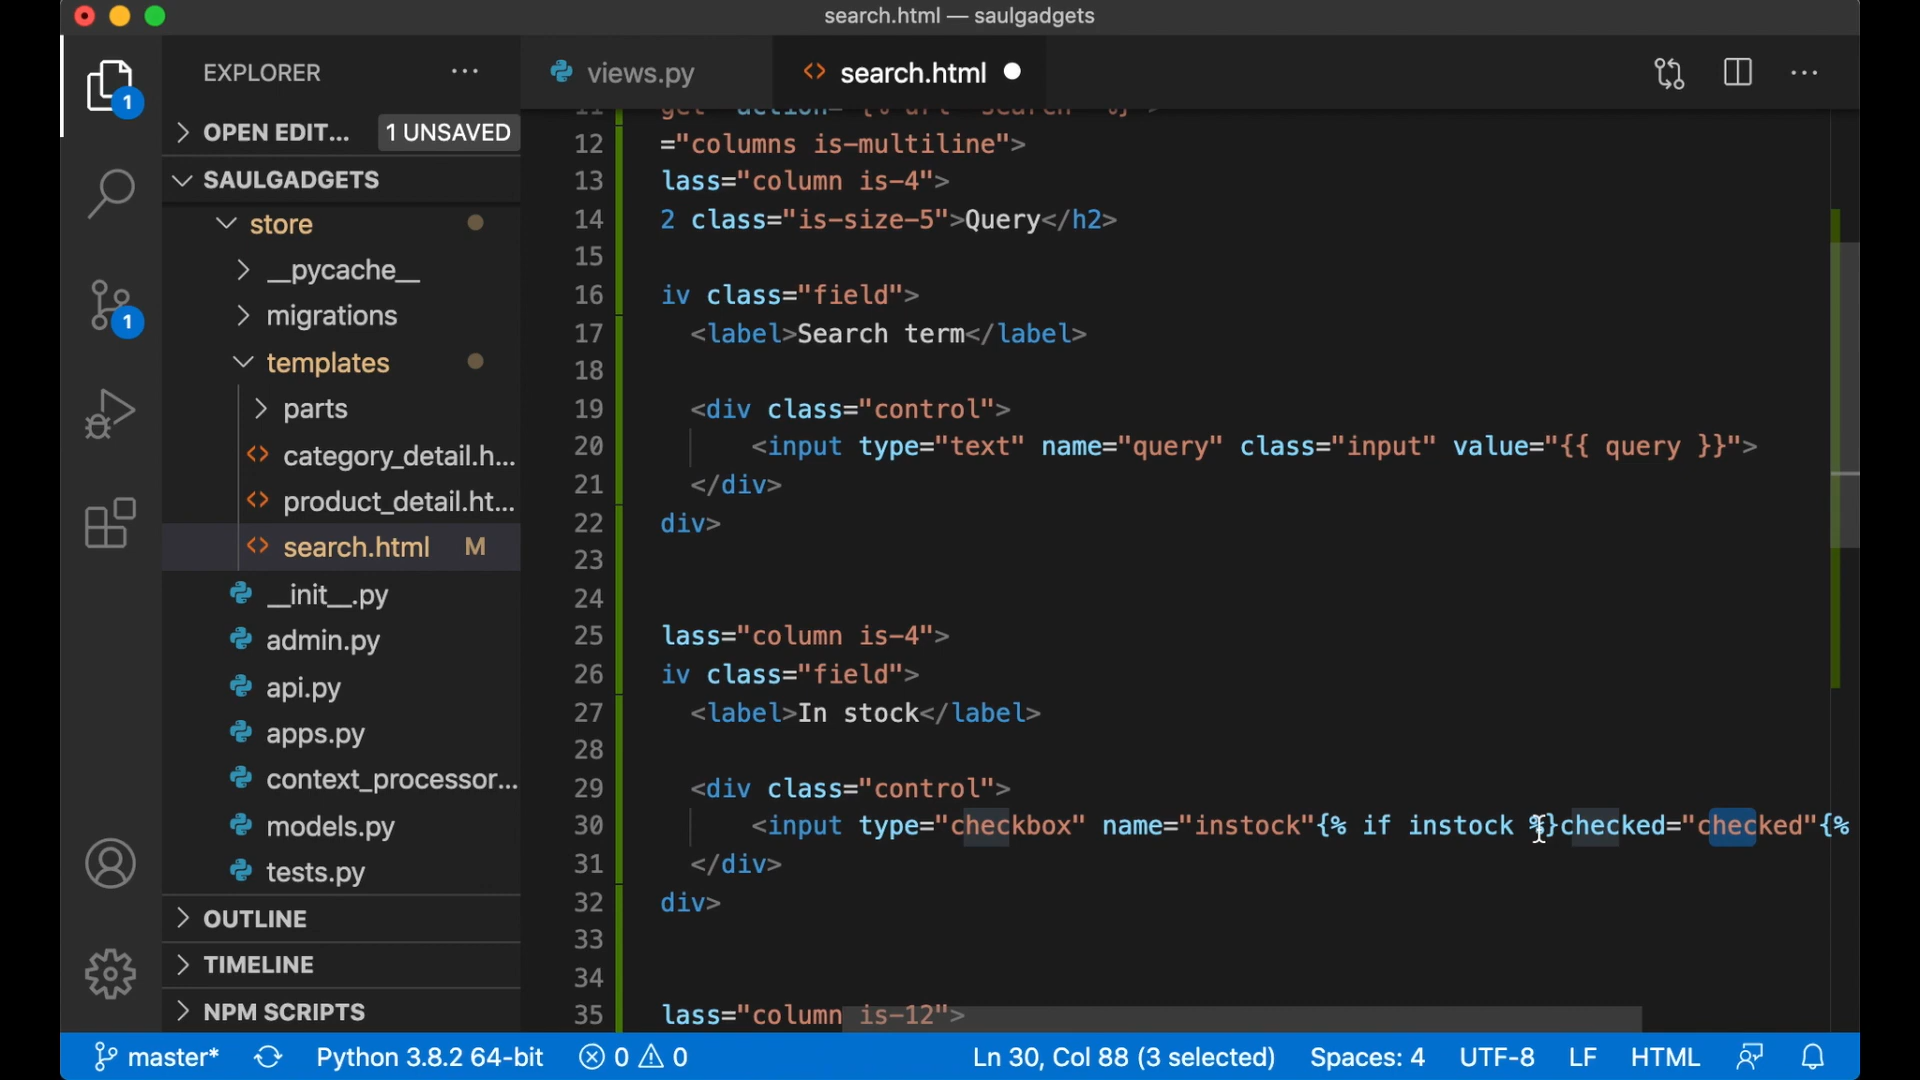 search.html — saulgadgets
EXPLORER
views.py
search.html
1
OPEN EDIT...
1 UNSAVED
SAULGADGETS
store
__pycache__
migrations
templates
parts
category_detail.h...
product_detail.ht...
search.html M
__init__.py
admin.py
api.py
apps.py
context_processor...
models.py
tests.py
OUTLINE
TIMELINE
NPM SCRIPTS
1
12 ="columns is-multiline">
13 lass="column is-4">
14 2 class="is-size-5">Query</h2>
15
16 iv class="field">
17 <label>Search term</label>
18
19 <div class="control">
20 <input type="text" name="query" class="input" value="{{ query }}">
21 </div>
22 div>
23
24
25 lass="column is-4">
26 iv class="field">
27 <label>In stock</label>
28
29 <div class="control">
30 <input type="checkbox" name="instock"{% if instock %}checked="checked"{%
31 </div>
32 div>
33
34
35 lass="column is-12">
master*
Python 3.8.2 64-bit
0
0
Ln 30, Col 88 (3 selected)
Spaces: 4
UTF-8
LF
HTML